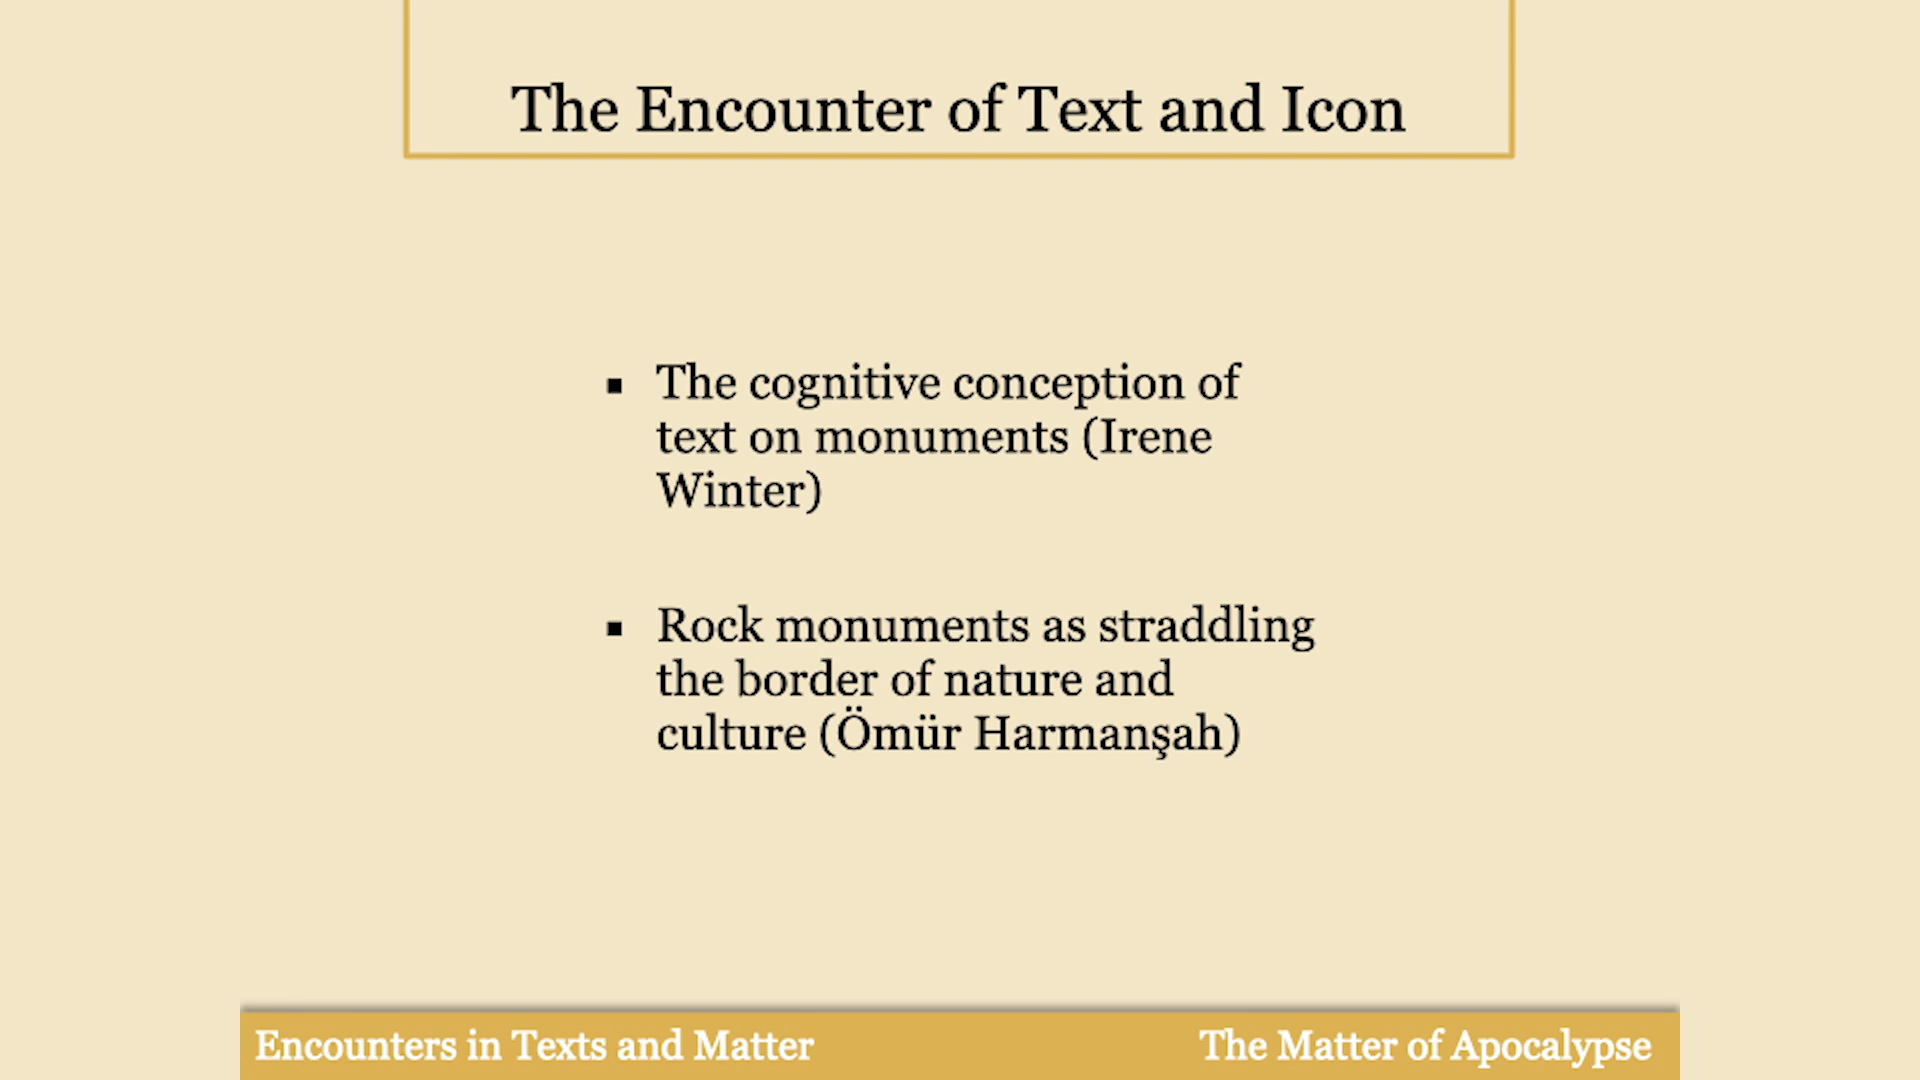 The Encounter of Text and Icon
▪ The cognitive conception of
text on monuments (Irene
Winter)
▪ Rock monuments as straddling
the border of nature and
culture (Ömür Harmanşah)
Encounters in Texts and Matter
The Matter of Apocalypse